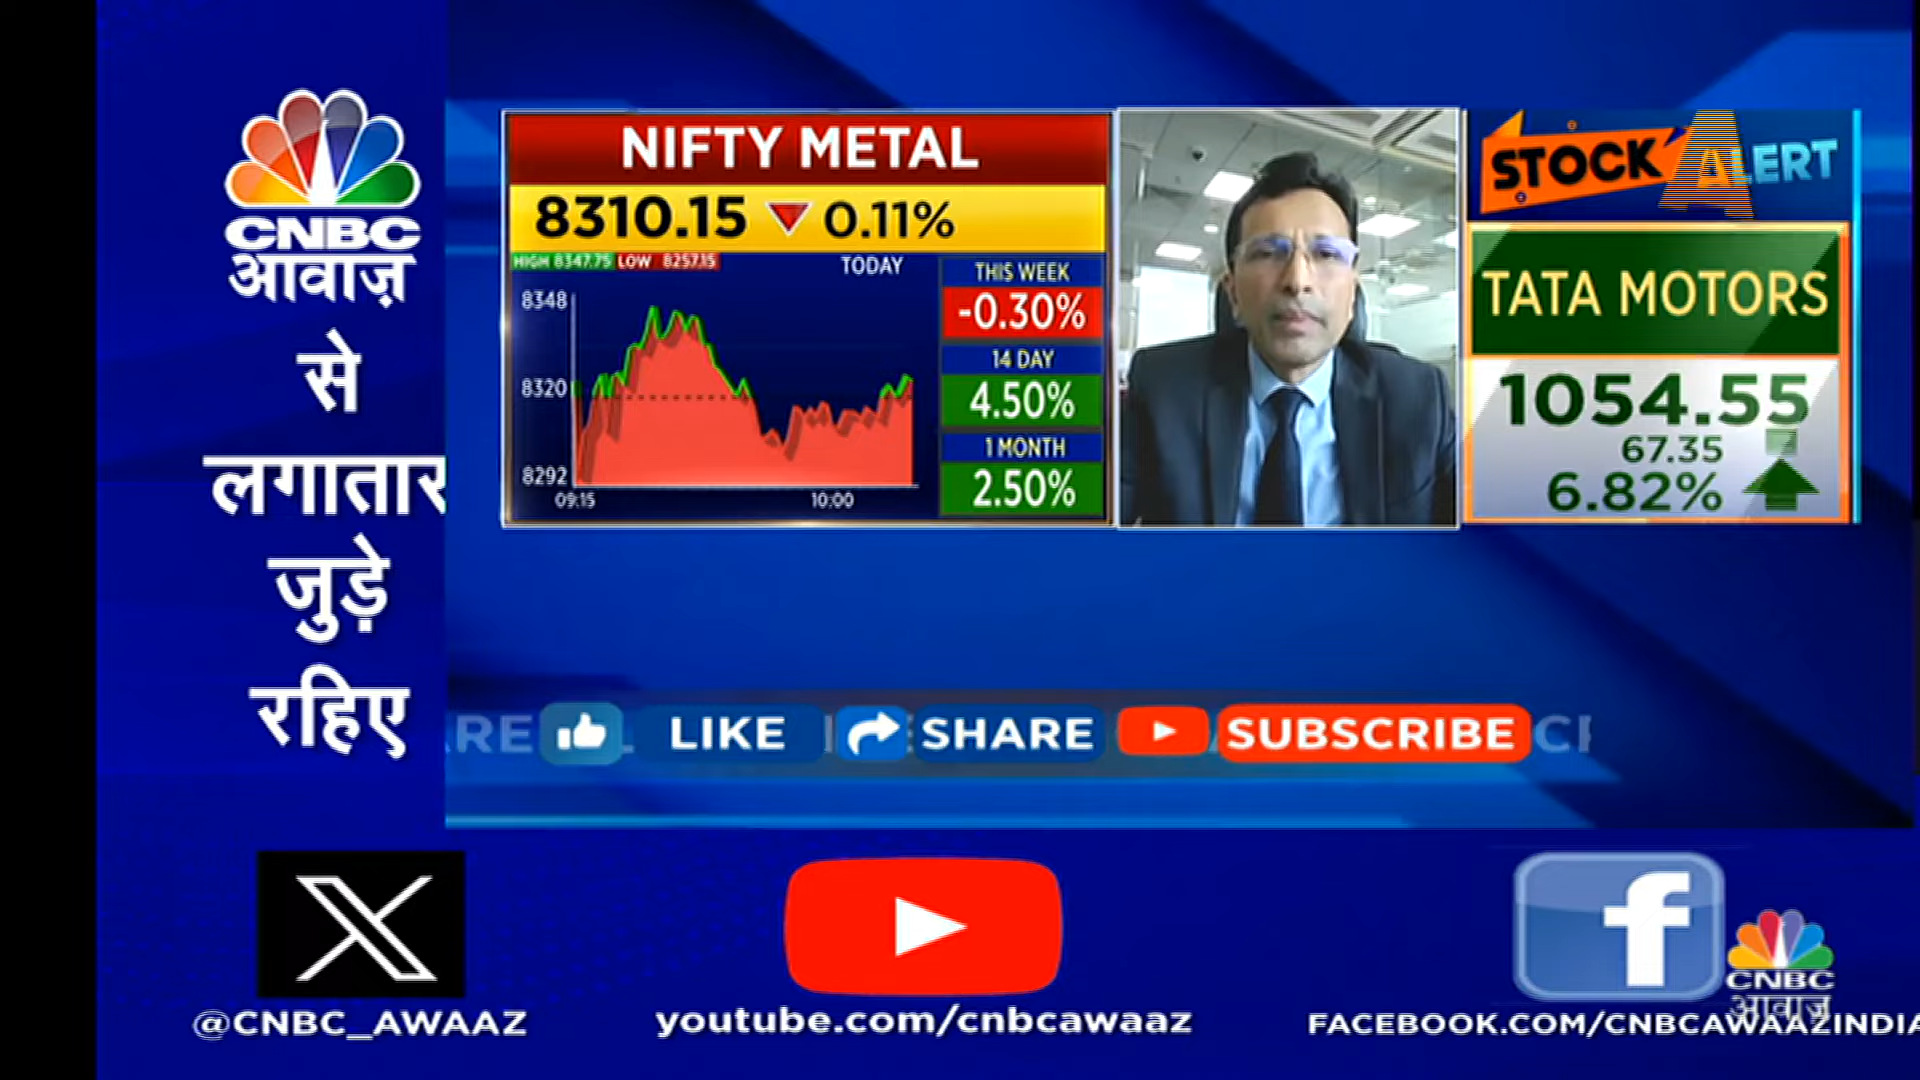 CNBC
आवाज़
से
लगातार
जुड़े
रहिए
NIFTY METAL
8310.15 0.11%
HIGH 8347.75 LOW 8257.15
TODAY
8348
8320
8292
09:15 10:00
THIS WEEK
-0.30%
14 DAY
4.50%
1 MONTH
2.50%
STOCK ALERT
TATA MOTORS
1054.55
67.35
6.82%
LIKE SHARE SUBSCRIBE
@CNBC_AWAAZ
youtube.com/cnbcawaaz
CNBC
आवाज़
FACEBOOK.COM/CNBCAWAAZINDIA